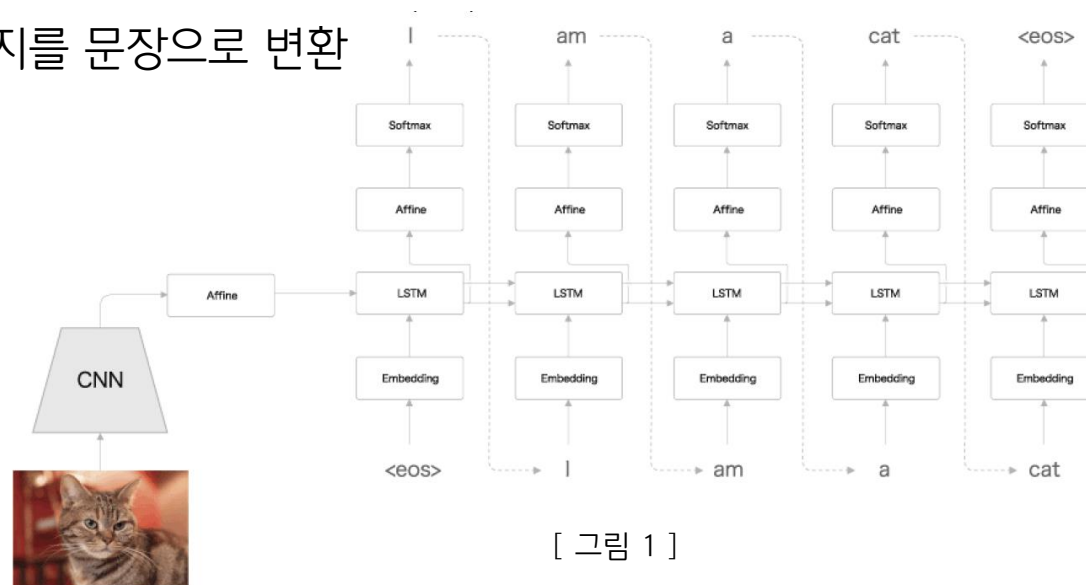 지를 문장으로 변환
I am a cat <eos>
Softmax Softmax Softmax Softmax Softmax
Affine Affine Affine Affine Affine
Affine LSTM LSTM LSTM LSTM LSTM
CNN
Embedding Embedding Embedding Embedding Embedding
<eos> I am a cat
[ 그림 1 ]